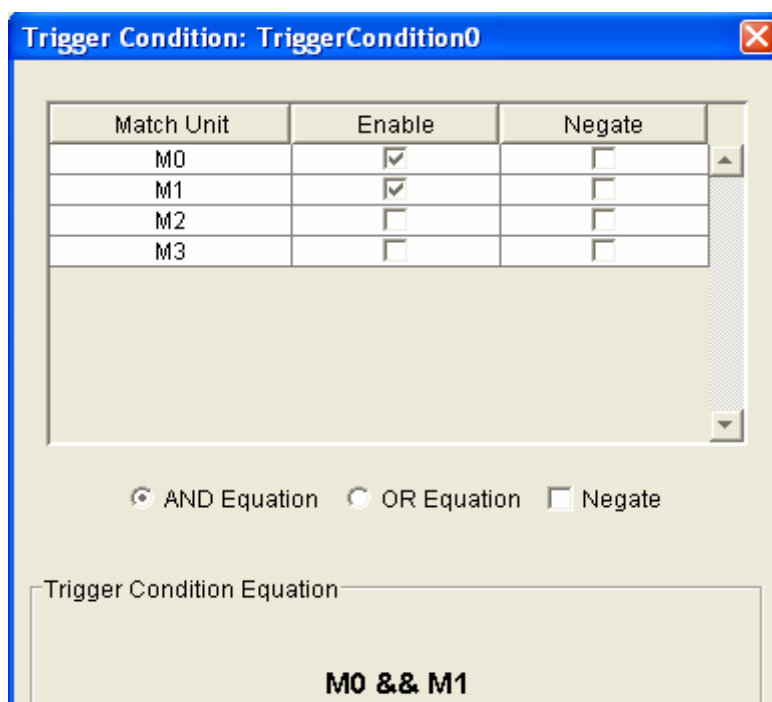 Trigger Condition: TriggerCondition0
Match Unit Enable Negate
M0
M1
M2
M3
AND Equation OR Equation Negate
Trigger Condition Equation
M0 && M1